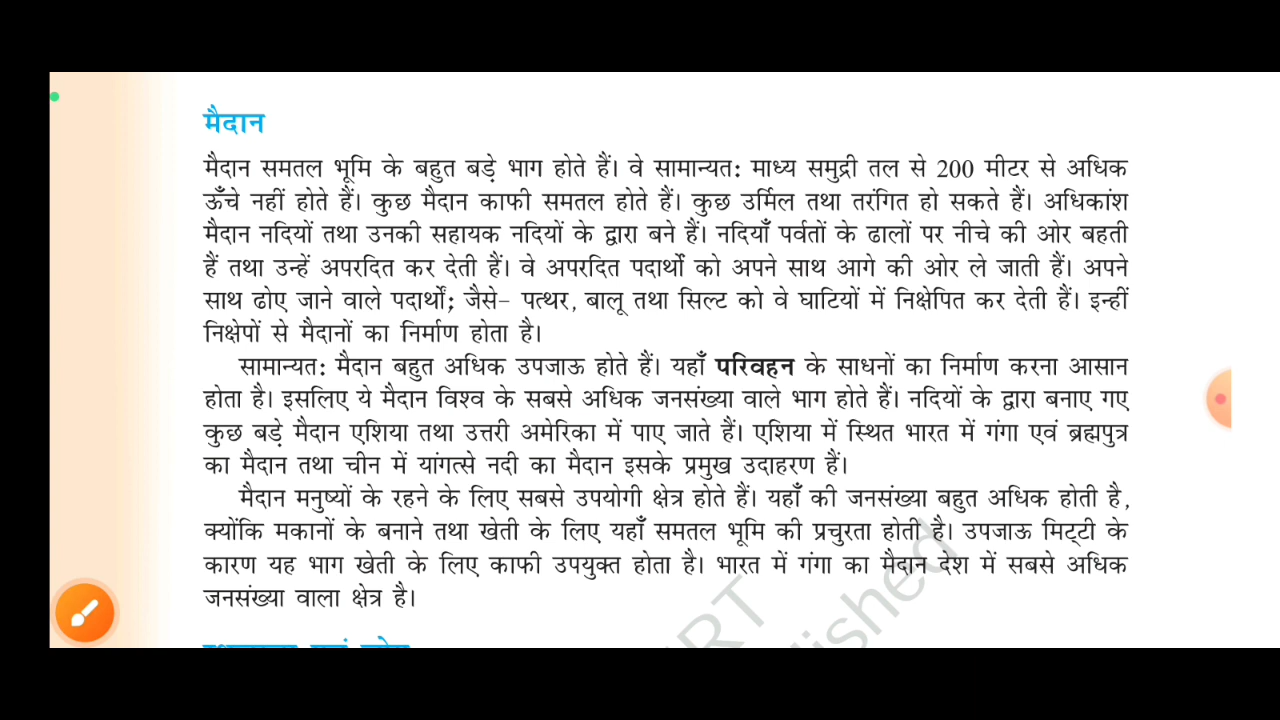 मैदान
मैदान समतल भूमि के बहुत बड़े भाग होते हैं। वे सामान्यत: माध्य समुद्री तल से 200 मीटर से अधिक
ऊँचे नहीं होते हैं। कुछ मैदान काफी समतल होते हैं। कुछ उर्मिल तथा तरंगित हो सकते हैं। अधिकांश
मैदान नदियों तथा उनकी सहायक नदियों के द्वारा बने हैं। नदियाँ पर्वतों के ढालों पर नीचे की ओर बहती
हैं तथा उन्हें अपरदित कर देती हैं। वे अपरदित पदार्थों को अपने साथ आगे की ओर ले जाती हैं। अपने
साथ ढोए जाने वाले पदार्थों; जैसे– पत्थर, बालू तथा सिल्ट को वे घाटियों में निक्षेपित कर देती हैं। इन्हीं
निक्षेपों से मैदानों का निर्माण होता है।
सामान्यत: मैदान बहुत अधिक उपजाऊ होते हैं। यहाँ परिवहन के साधनों का निर्माण करना आसान
होता है। इसलिए ये मैदान विश्व के सबसे अधिक जनसंख्या वाले भाग होते हैं। नदियों के द्वारा बनाए गए
कुछ बड़े मैदान एशिया तथा उत्तरी अमेरिका में पाए जाते हैं। एशिया में स्थित भारत में गंगा एवं ब्रह्मपुत्र
का मैदान तथा चीन में यांगत्से नदी का मैदान इसके प्रमुख उदाहरण हैं।
मैदान मनुष्यों के रहने के लिए सबसे उपयोगी क्षेत्र होते हैं। यहाँ की जनसंख्या बहुत अधिक होती है,
क्योंकि मकानों के बनाने तथा खेती के लिए यहाँ समतल भूमि की प्रचुरता होती है। उपजाऊ मिट्टी के
कारण यह भाग खेती के लिए काफी उपयुक्त होता है। भारत में गंगा का मैदान देश में सबसे अधिक
जनसंख्या वाला क्षेत्र है।